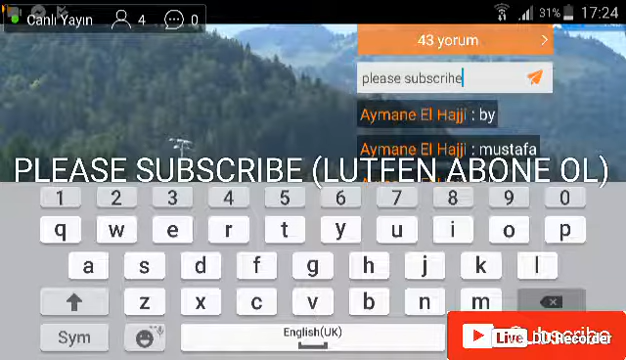 Canlı Yayın 4 0 31% 17:24
43 yorum
please subscribe
Aymane El Hajji : by
Aymane El Hajji : mustafa
PLEASE SUBSCRIBE (LUTFEN ABONE OL)
1 2 3 4 5 6 7 8 9 0
q w e r t y u i o p
a s d f g h j k l
z x c v b n m
Sym English(UK) Live Recorder